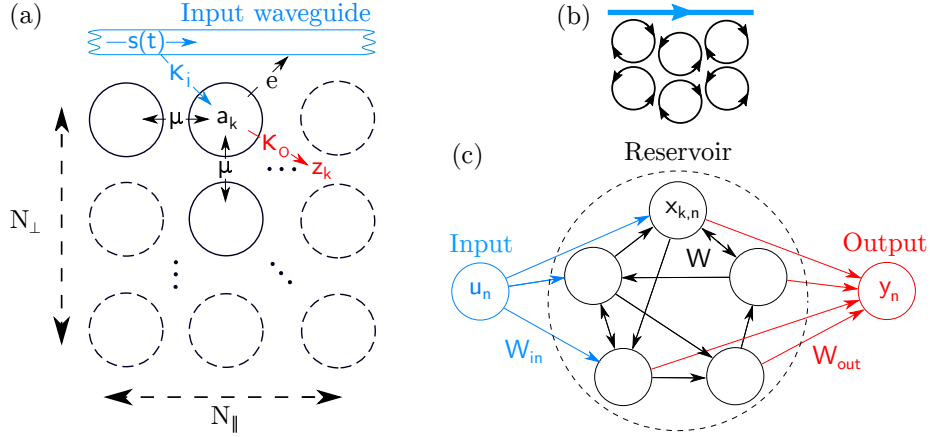 (a)
Input waveguide
s(t)
κi
e
μ
ak
κO
zk
μ
N⊥
N∥
(b)
(c)
Reservoir
xk,n
Input
W
Output
un
yn
Win
Wout